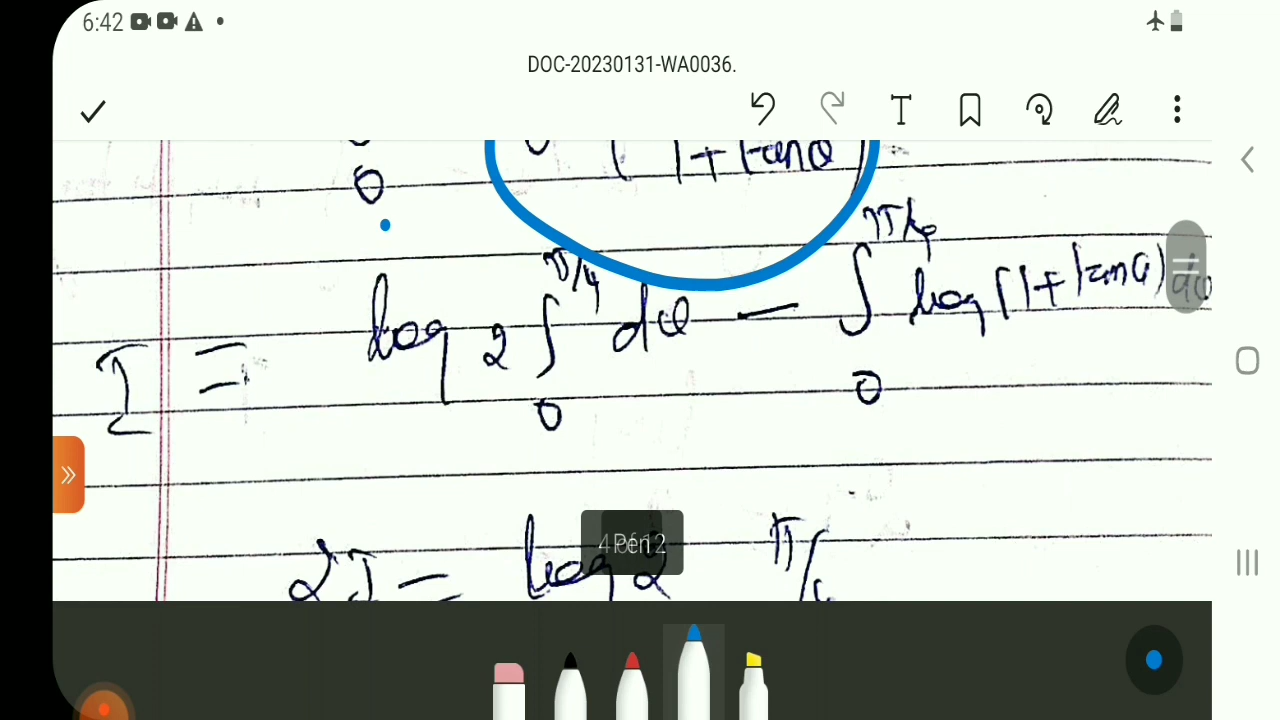 6:42
DOC-20230131-WA0036.
T
0 1 + tanθ
I = log 2 ∫₀^π/4 dθ — ∫₀^π/4 log [1 + tanθ] dθ
2I = log 2 π/4
Pen 2